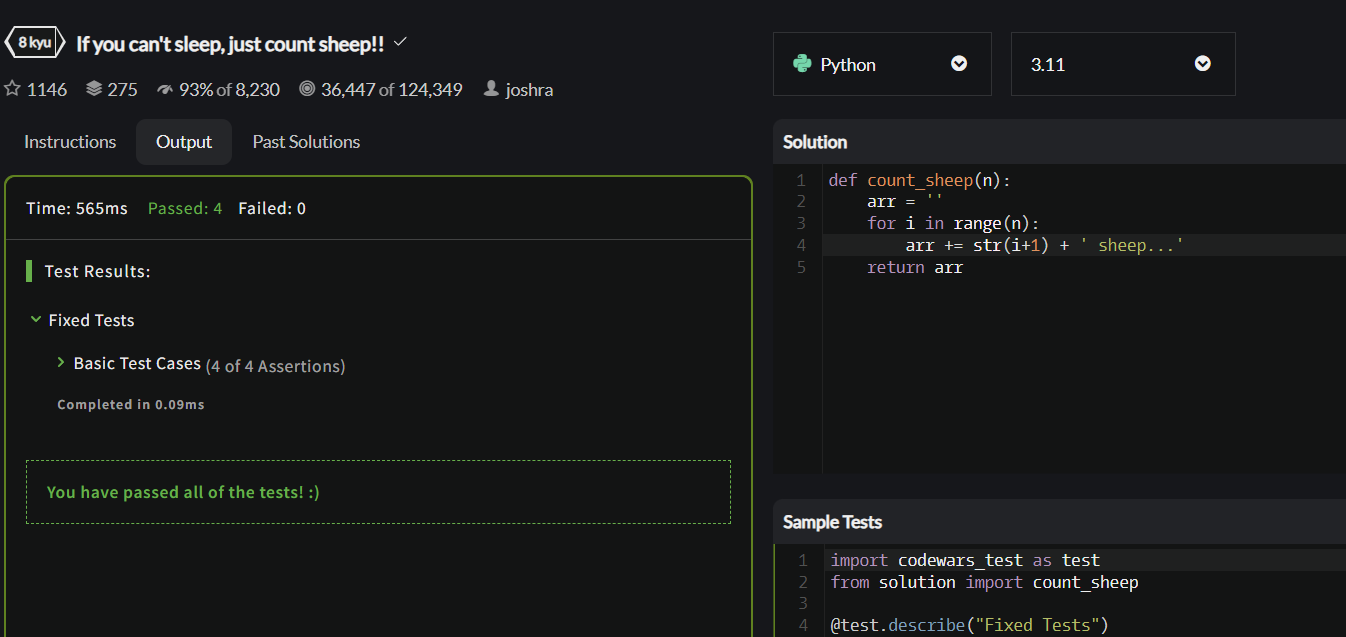 8 kyu If you can't sleep, just count sheep!!
1146 275 93% of 8,230 36,447 of 124,349 joshra
Instructions Output Past Solutions
Time: 565ms Passed: 4 Failed: 0
Test Results:
Fixed Tests
Basic Test Cases (4 of 4 Assertions)
Completed in 0.09ms
You have passed all of the tests! :)
Python 3.11
Solution
1 def count_sheep(n):
2     arr = ''
3     for i in range(n):
4         arr += str(i+1) + ' sheep...'
5     return arr
Sample Tests
1 import codewars_test as test
2 from solution import count_sheep
3
4 @test.describe("Fixed Tests")